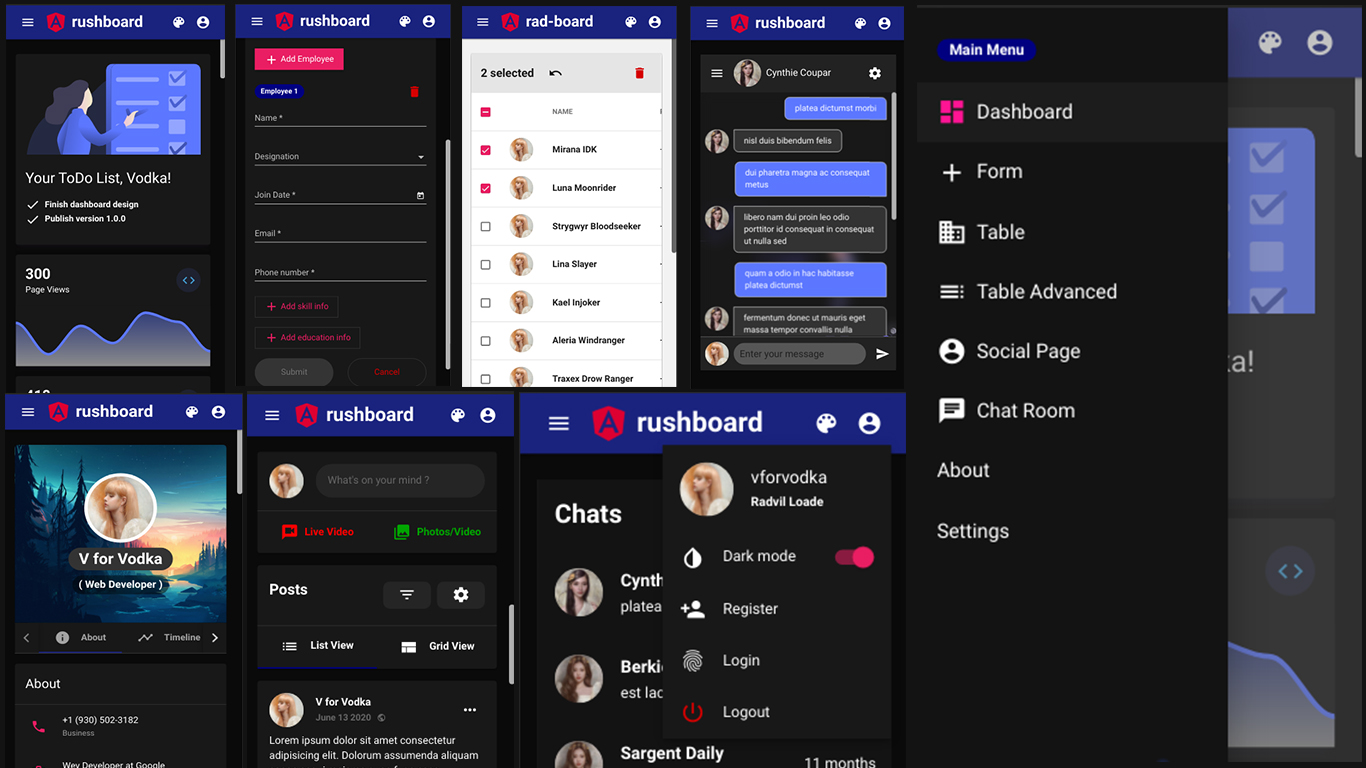 rushboard
Your ToDo List, Vodka!
Finish dashboard design
Publish version 1.0.0
300
Page Views
rushboard
Add Employee
Employee 1
Name *
Designation
Join Date *
Email *
Phone number *
Add skill info
Add education info
Submit
Cancel
rad-board
2 selected
NAME
Mirana IDK
Luna Moonrider
Strygwyr Bloodseeker
Lina Slayer
Kael Injoker
Aleria Windranger
Traxex Drow Ranger
rushboard
Cynthie Coupar
platea dictumst morbi
nisl duis bibendum felis
dui pharetra magna ac consequat
metus
libero nam dui proin leo odio
porttitor id consequat in consequat
ut nulla sed
quam a odio in hac habitasse
platea dictumst
fermentum donec ut mauris eget
massa tempor convallis nulla
Enter your message
Main Menu
Dashboard
Form
Table
Table Advanced
Social Page
Chat Room
About
Settings
ka!
rushboard
V for Vodka
( Web Developer )
About
Timeline
About
+1 (930) 502-3182
Business
Wev Developer at Google
rushboard
What's on your mind ?
Live Video
Photos/Video
Posts
List View
Grid View
V for Vodka
June 13 2020
Lorem ipsum dolor sit amet consectetur
adipisicing elit. Dolorum assumenda aliquam
rushboard
Chats
Cynth
platea
Berkie
est lac
Sargent Daily
11 months
vforvodka
Radvil Loade
Dark mode
Register
Login
Logout